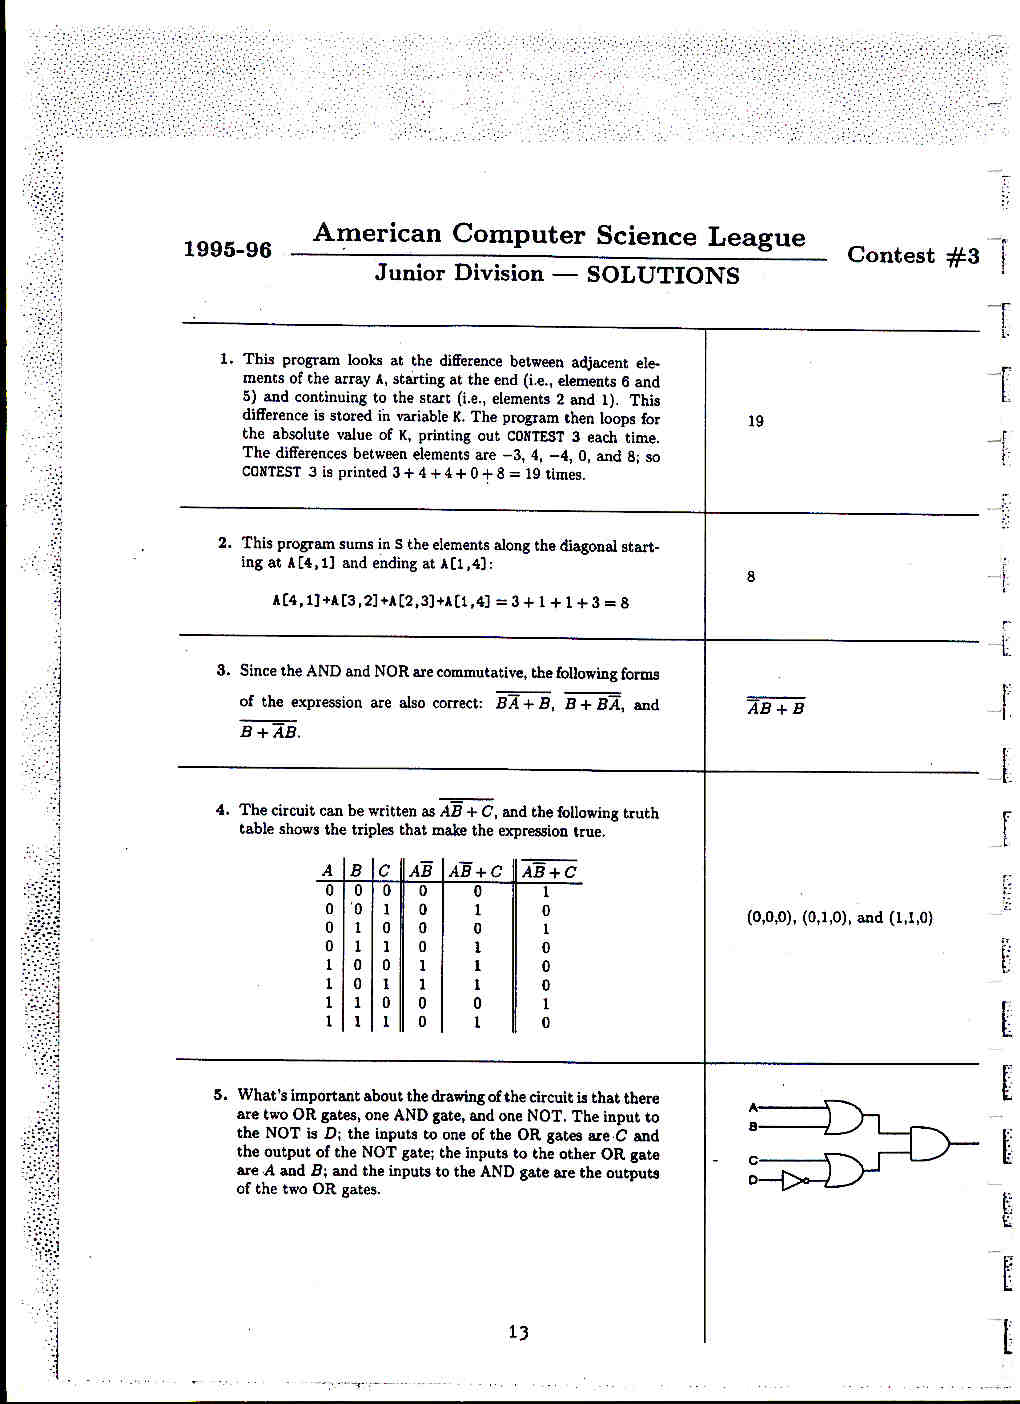 1995-96
American Computer Science League
Contest #3
Junior Division — SOLUTIONS
1. This program looks at the difference between adjacent ele-
ments of the array A, starting at the end (i.e., elements 6 and
5) and continuing to the start (i.e., elements 2 and 1). This
difference is stored in variable K. The program then loops for
the absolute value of K, printing out CONTEST 3 each time.
The differences between elements are −3, 4, −4, 0, and 8; so
CONTEST 3 is printed 3 + 4 + 4 + 0 + 8 = 19 times.
19
2. This program sums in S the elements along the diagonal start-
ing at A[4,1] and ending at A[1,4]:
A[4,1]+A[3,2]+A[2,3]+A[1,4] = 3 + 1 + 1 + 3 = 8
8
3. Since the AND and NOR are commutative, the following forms
of the expression are also correct: \overline{B\overline{A} + B}, \overline{B + B\overline{A}}, and
\overline{B + \overline{A}B}.
\overline{\overline{A}B + B}
4. The circuit can be written as \overline{A\overline{B} + C}, and the following truth
table shows the triples that make the expression true.
A B C A\overline{B} A\overline{B} + C \overline{A\overline{B} + C}
0 0 0 0 0 1
0 0 1 0 1 0
0 1 0 0 0 1
0 1 1 0 1 0
1 0 0 1 1 0
1 0 1 1 1 0
1 1 0 0 0 1
1 1 1 0 1 0
(0,0,0), (0,1,0), and (1,1,0)
5. What's important about the drawing of the circuit is that there
are two OR gates, one AND gate, and one NOT. The input to
the NOT is D; the inputs to one of the OR gates are C and
the output of the NOT gate; the inputs to the other OR gate
are A and B; and the inputs to the AND gate are the outputs
of the two OR gates.
A
B
C
D
13